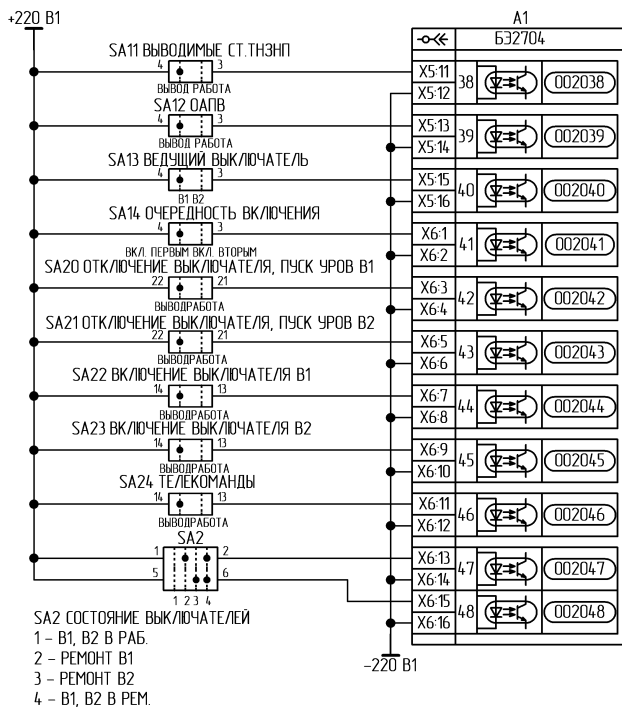 +220 В1
А1
БЭ2704
SA11 ВЫВОДИМЫЕ СТ.ТНЗНП
4 3
ВЫВОД РАБОТА
X5:11
X5:12
38
002038
SA12 ОАПВ
4 3
ВЫВОД РАБОТА
X5:13
X5:14
39
002039
SA13 ВЕДУЩИЙ ВЫКЛЮЧАТЕЛЬ
4 3
В1 В2
X5:15
X5:16
40
002040
SA14 ОЧЕРЕДНОСТЬ ВКЛЮЧЕНИЯ
4 3
ВКЛ. ПЕРВЫМ ВКЛ. ВТОРЫМ
X6:1
X6:2
41
002041
SA20 ОТКЛЮЧЕНИЕ ВЫКЛЮЧАТЕЛЯ, ПУСК УРОВ В1
22 21
ВЫВОДРАБОТА
X6:3
X6:4
42
002042
SA21 ОТКЛЮЧЕНИЕ ВЫКЛЮЧАТЕЛЯ, ПУСК УРОВ В2
22 21
ВЫВОДРАБОТА
X6:5
X6:6
43
002043
SA22 ВКЛЮЧЕНИЕ ВЫКЛЮЧАТЕЛЯ В1
14 13
ВЫВОДРАБОТА
X6:7
X6:8
44
002044
SA23 ВКЛЮЧЕНИЕ ВЫКЛЮЧАТЕЛЯ В2
14 13
ВЫВОДРАБОТА
X6:9
X6:10
45
002045
SA24 ТЕЛЕКОМАНДЫ
14 13
ВЫВОДРАБОТА
X6:11
X6:12
46
002046
SA2
1 2
5 6
1 2 3 4
X6:13
X6:14
47
002047
X6:15
X6:16
48
002048
SA2 СОСТОЯНИЕ ВЫКЛЮЧАТЕЛЕЙ
1 – В1, В2 В РАБ.
2 – РЕМОНТ В1
3 – РЕМОНТ В2
4 – В1, В2 В РЕМ.
–220 В1